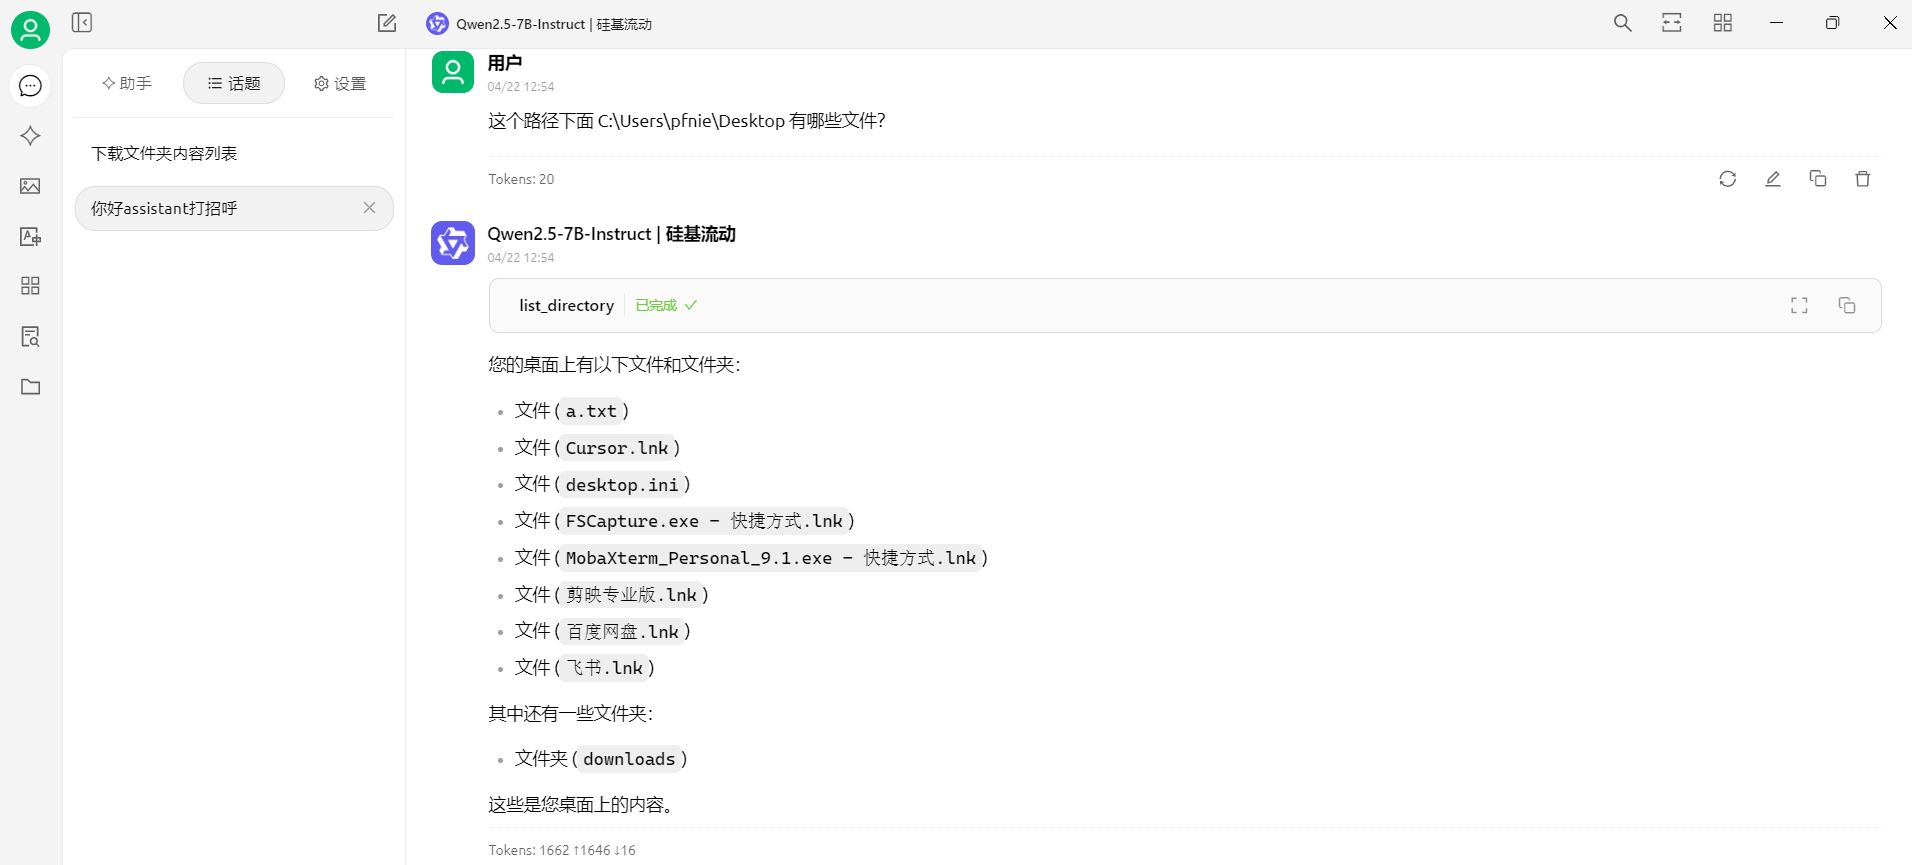 Qwen2.5-7B-Instruct | 硅基流动
助手
话题
设置
下载文件夹内容列表
你好assistant打招呼
用户
04/22 12:54
这个路径下面 C:\Users\pfnie\Desktop 有哪些文件?
Tokens: 20
Qwen2.5-7B-Instruct | 硅基流动
04/22 12:54
list_directory 已完成
您的桌面上有以下文件和文件夹:
文件 (a.txt)
文件 (Cursor.lnk)
文件 (desktop.ini)
文件 (FSCapture.exe - 快捷方式.lnk)
文件 (MobaXterm_Personal_9.1.exe - 快捷方式.lnk)
文件 (剪映专业版.lnk)
文件 (百度网盘.lnk)
文件 (飞书.lnk)
其中还有一些文件夹:
文件夹 (downloads)
这些是您桌面上的内容。
Tokens: 1662 ↑1646 ↓16